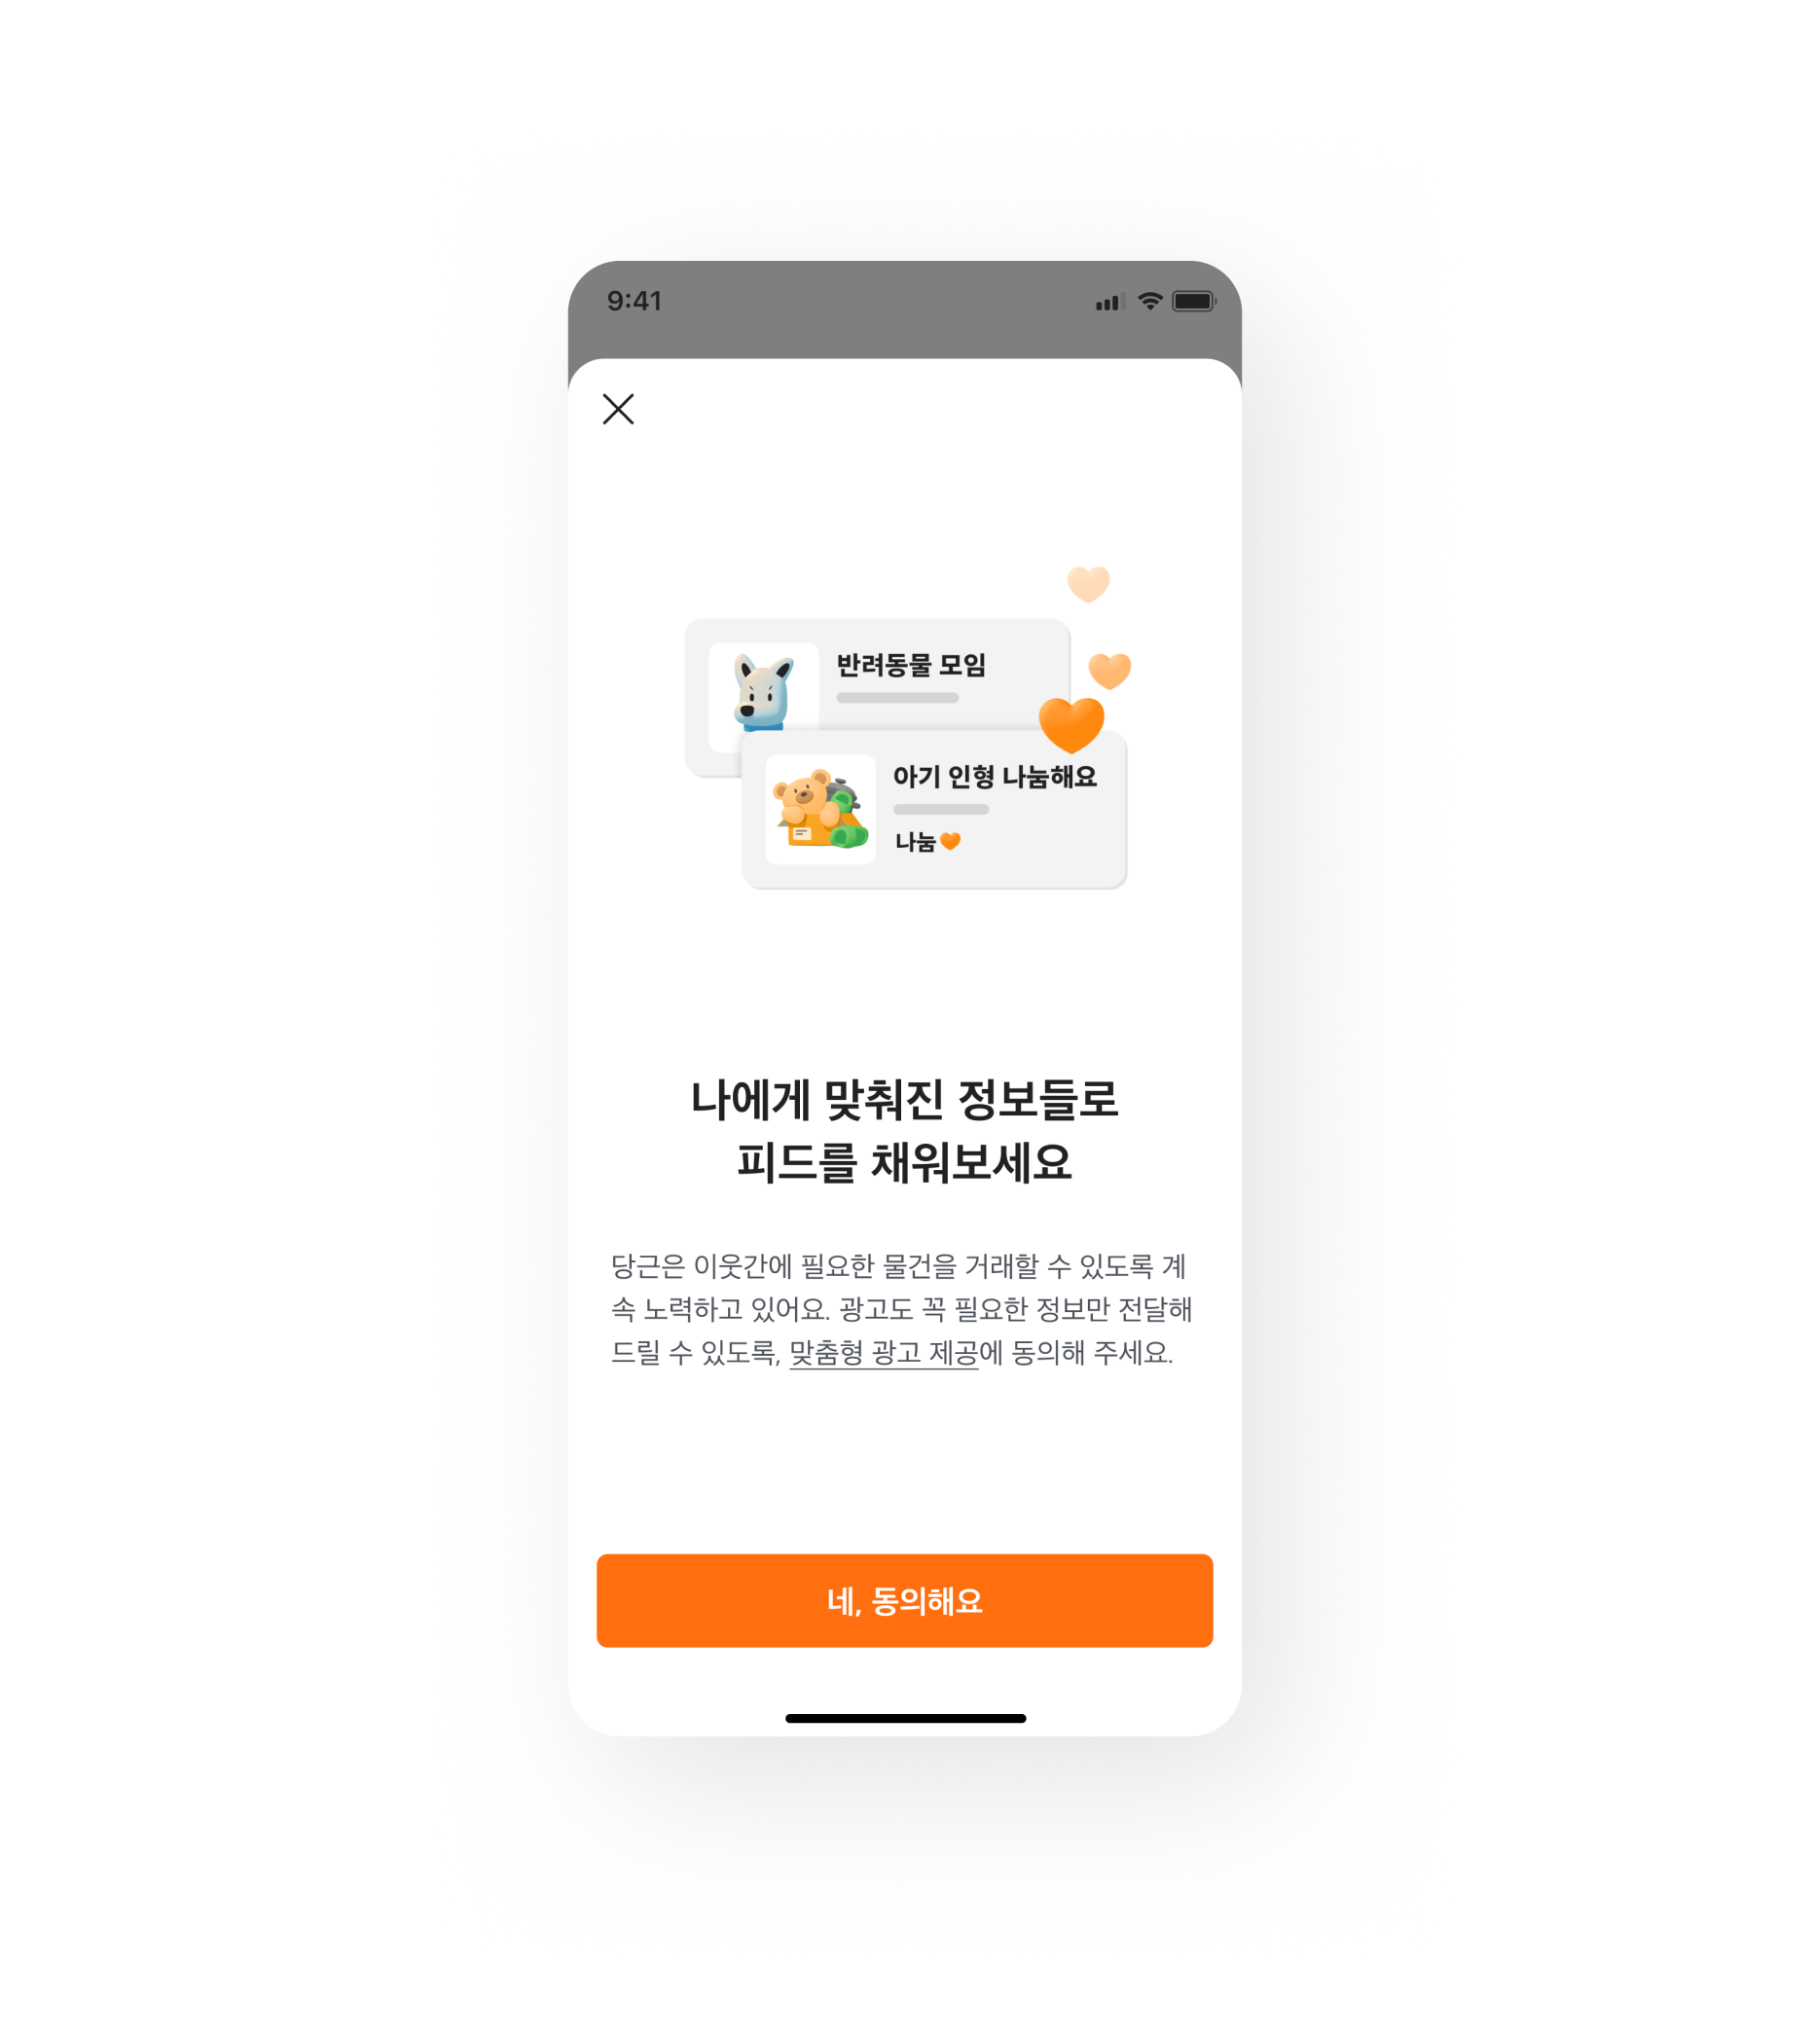 9:41
반려동물 모임
아기 인형 나눔해요
나눔
나에게 맞춰진 정보들로
피드를 채워보세요
당근은 이웃간에 필요한 물건을 거래할 수 있도록 계
속 노력하고 있어요. 광고도 꼭 필요한 정보만 전달해
드릴 수 있도록, 맞춤형 광고 제공에 동의해 주세요.
네, 동의해요